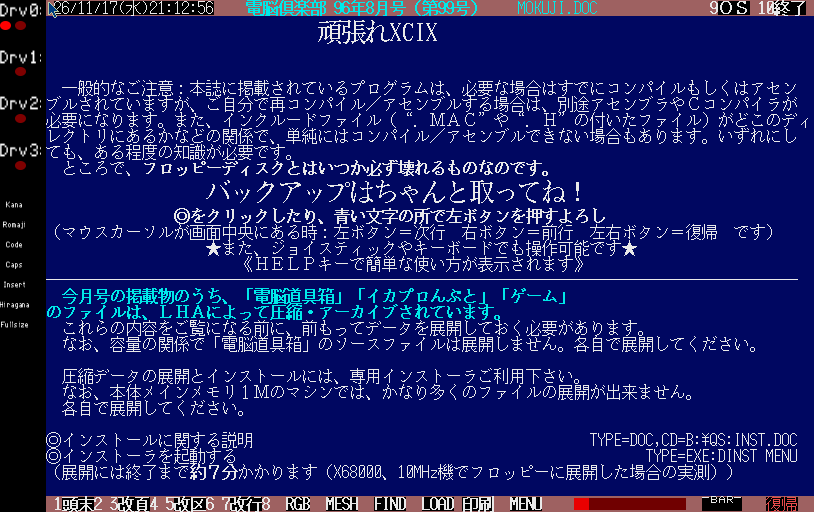 Drv0: 26/11/17(水)21:12:56 電脳倶楽部 96年8月号(第99号) MOKUJI.DOC 9OS 10終了
頑張れXCIX
Drv1:
一般的なご注意：本誌に掲載されているプログラムは、必要な場合はすでにコンパイルもしくはアセン
ブルされていますが、ご自分で再コンパイル／アセンブルする場合は、別途アセンブラやＣコンパイラが
Drv2:
必要になります。また、インクルードファイル（“．ＭＡＣ”や“．Ｈ”の付いたファイル）がどこのディ
レクトリにあるかなどの関係で、単純にはコンパイル／アセンブルできない場合もあります。いずれにし
Drv3:
ても、ある程度の知識が必要です。
ところで、フロッピーディスクとはいつか必ず壊れるものなのです。
バックアップはちゃんと取ってね！
Kana
◎をクリックしたり、青い文字の所で左ボタンを押すよろし
Romaji
（マウスカーソルが画面中央にある時：左ボタン＝次行　右ボタン＝前行　左右ボタン＝復帰　です）
Code
★また、ジョイスティックやキーボードでも操作可能です★
Caps
《ＨＥＬＰキーで簡単な使い方が表示されます》
Insert
今月号の掲載物のうち、「電脳道具箱」「イカプロんぷと」「ゲーム」
Hiragana
のファイルは、ＬＨＡによって圧縮・アーカイブされています。
Fullsize
これらの内容をご覧になる前に、前もってデータを展開しておく必要があります。
なお、容量の関係で「電脳道具箱」のソースファイルは展開しません。各自で展開してください。
圧縮データの展開とインストールには、専用インストーラご利用下さい。
なお、本体メインメモリ１Ｍのマシンでは、かなり多くのファイルの展開が出来ません。
各自で展開してください。
◎インストールに関する説明 TYPE=DOC,CD=B:¥QS:INST.DOC
◎インストーラを起動する TYPE=EXE:DINST MENU
（展開には終了まで約７分かかります（X68000、10MHz機でフロッピーに展開した場合の実測））
1頭末2 3改頁4 5改区6 7改行8 RGB MESH FIND LOAD 印刷 MENU -BAR- 復帰